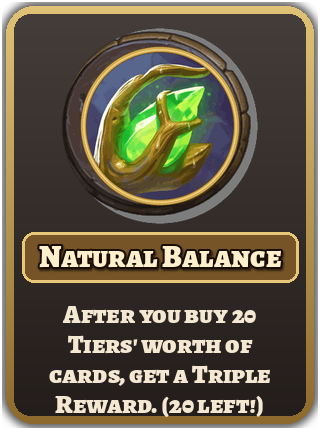 Natural Balance
After you buy 20
Tiers' worth of
cards, get a Triple
Reward. (20 left!)